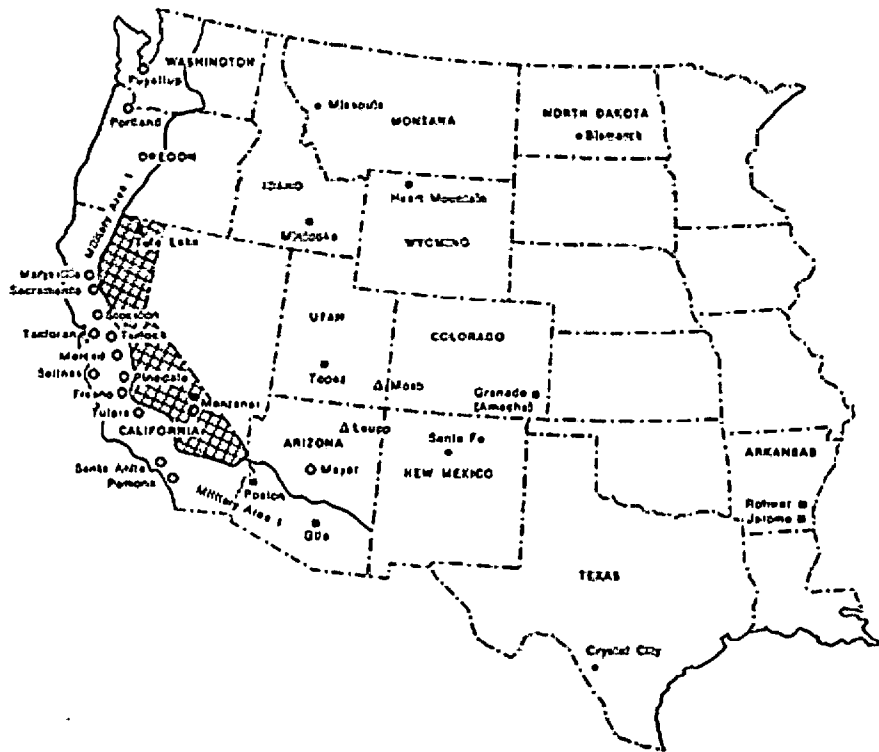 WASHINGTON
Puyallup
Portland
Missoula
MONTANA
NORTH DAKOTA
Bismarck
OREGON
IDAHO
Heart Mountain
Minidoka
WYOMING
Military Area 1
Tule Lake
Marysville
Sacramento
Stockton
Tanforan
Turlock
Merced
Salinas
Pinedale
Fresno
Manzanar
Tulare
CALIFORNIA
UTAH
COLORADO
Topaz
Moab
Granada
(Amache)
Leupp
ARIZONA
Santa Fe
Mayer
NEW MEXICO
ARKANSAS
Santa Anita
Pomona
Military Area 1
Poston
Gila
Rohwer
Jerome
TEXAS
Crystal City